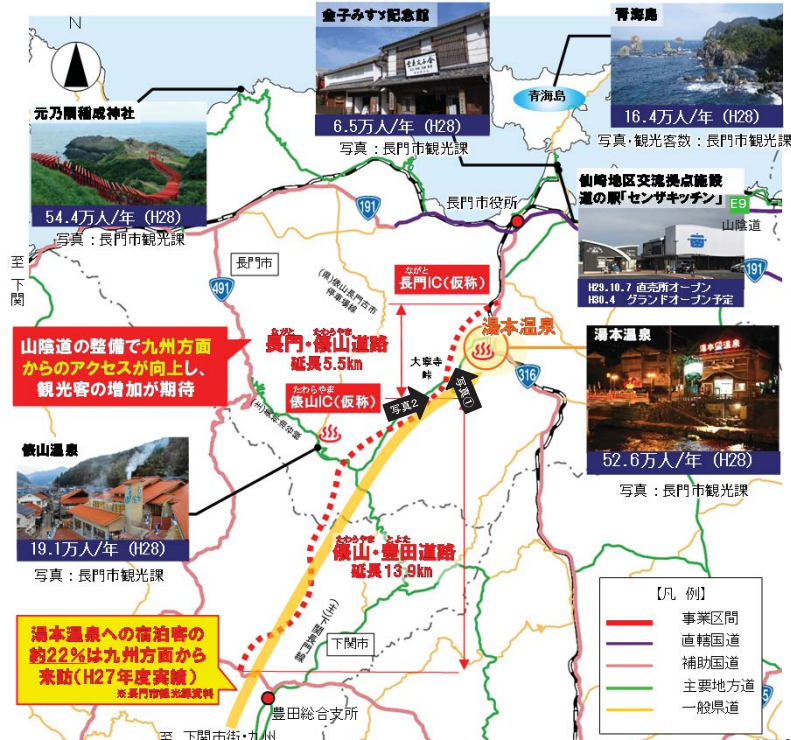 N
元乃隅稲成神社
54.4万人/年（H28）
写真：長門市観光課
金子みすゞ記念館
6.5万人/年（H28）
写真：長門市観光課
青海島
青海島
16.4万人/年（H28）
写真・観光客数：長門市観光課
仙崎地区交流拠点施設
道の駅「センザキッチン」
H29.10.7 直売所オープン
H30.4 グランドオープン予定
E9
山陰道
長門市役所
191
191
491
316
至
下
関
長門市
(県)俵山長門古市
停車場線
ながと
長門IC(仮称)
湯本温泉
ながと たわらやま
長門・俵山道路
延長5.5km
大寧寺
峠
山陰道の整備で九州方面
からのアクセスが向上し、
観光客の増加が期待
たわらやま
俵山IC(仮称)
写真2
写真①
湯本温泉
52.6万人/年（H28）
写真：長門市観光課
俵山温泉
19.1万人/年（H28）
写真：長門市観光課
たわらやま とよた
俵山・豊田道路
延長13.9km
(主)下関長門線
下関市
湯本温泉への宿泊客の
約22％は九州方面から
来訪(H27年度実績)
※長門市観光課資料
豊田総合支所
至 下関市街・九州
【凡 例】
事業区間
直轄国道
補助国道
主要地方道
一般県道